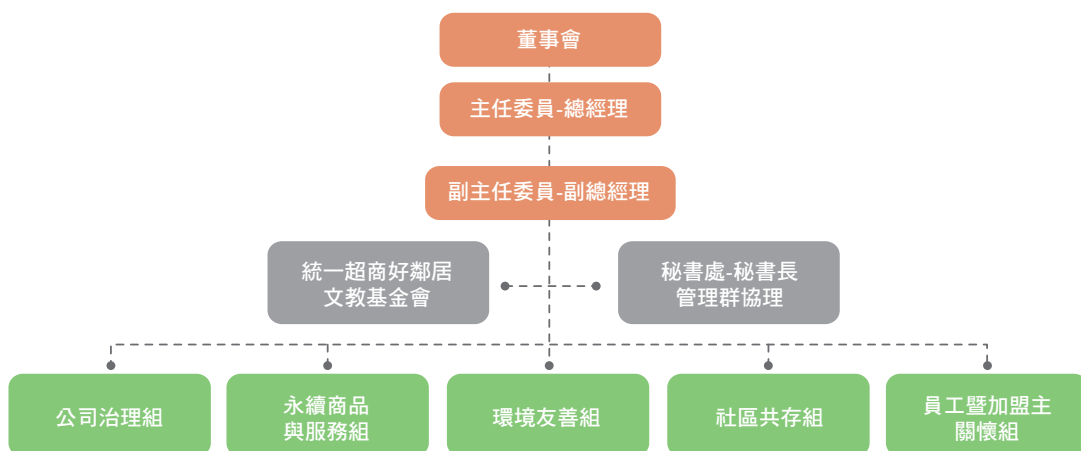 董事會
主任委員-總經理
副主任委員-副總經理
統一超商好鄰居
文教基金會
秘書處-秘書長
管理群協理
公司治理組
永續商品
與服務組
環境友善組
社區共存組
員工暨加盟主
關懷組